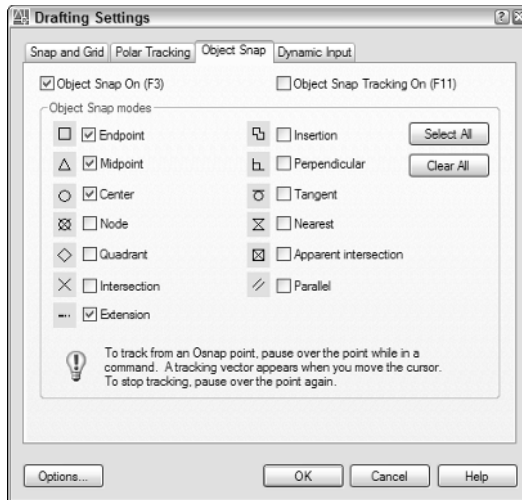 Drafting Settings
Snap and Grid Polar Tracking Object Snap Dynamic Input
Object Snap On (F3) Object Snap Tracking On (F11)
Object Snap modes
Endpoint Insertion Select All
Midpoint Perpendicular Clear All
Center Tangent
Node Nearest
Quadrant Apparent intersection
Intersection Parallel
Extension
To track from an Osnap point, pause over the point while in a
command. A tracking vector appears when you move the cursor.
To stop tracking, pause over the point again.
Options... OK Cancel Help